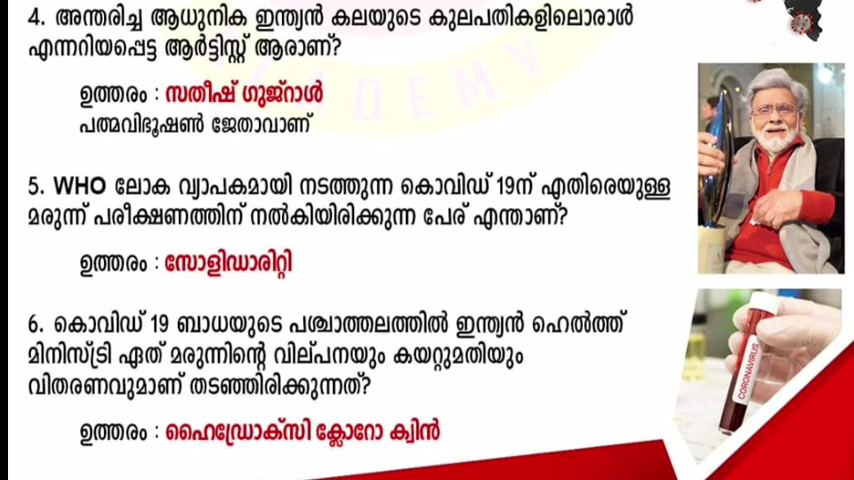 4. അന്തരിച്ച ആധുനിക ഇന്ത്യൻ കലയുടെ കുലപതികളിലൊരാൾ
എന്നറിയപ്പെട്ട ആർട്ടിസ്റ്റ് ആരാണ്?
ഉത്തരം : സതീഷ് ഗുജ്റാൾ
പത്മവിഭൂഷൺ ജേതാവാണ്
5. WHO ലോക വ്യാപകമായി നടത്തുന്ന കൊവിഡ് 19ന് എതിരെയുള്ള
മരുന്ന് പരീക്ഷണത്തിന് നൽകിയിരിക്കുന്ന പേര് എന്താണ്?
ഉത്തരം : സോളിഡാരിറ്റി
6. കൊവിഡ് 19 ബാധയുടെ പശ്ചാത്തലത്തിൽ ഇന്ത്യൻ ഹെൽത്ത്
മിനിസ്ട്രി ഏത് മരുന്നിന്റെ വില്പനയും കയറ്റുമതിയും
വിതരണവുമാണ് തടഞ്ഞിരിക്കുന്നത്?
ഉത്തരം : ഹൈഡ്രോക്സി ക്ലോറോ ക്വിൻ
CORONAVIRUS